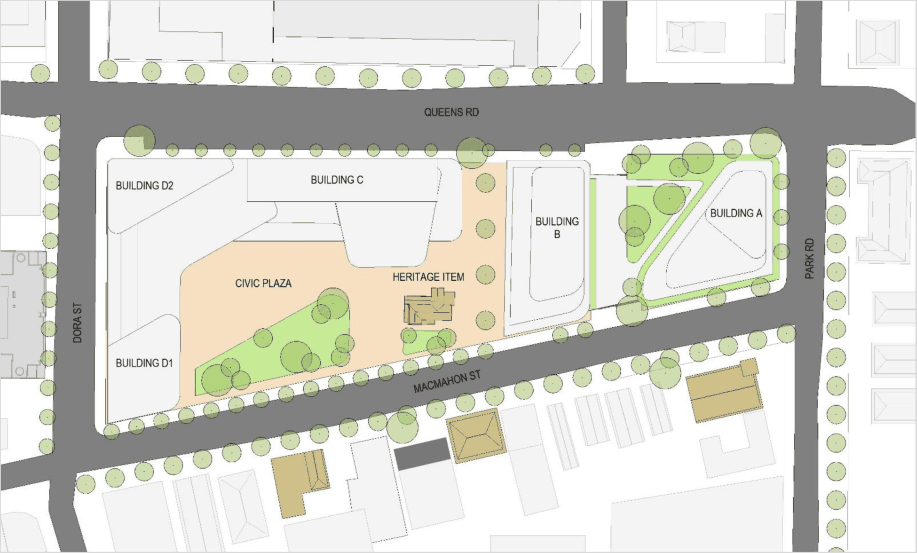 QUEENS RD
BUILDING D2
BUILDING C
BUILDING
B
BUILDING A
PARK RD
HERITAGE ITEM
CIVIC PLAZA
DORA ST
BUILDING D1
MACMAHON ST